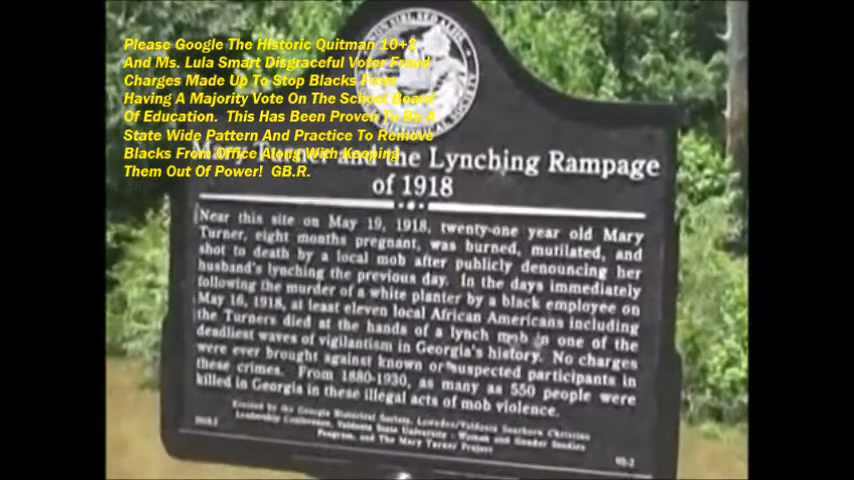 Please Google The Historic Quitman 10+2
And Ms. Lula Smart Disgraceful Voter Fraud
Charges Made Up To Stop Blacks From
Having A Majority Vote On The School Board
Of Education. This Has Been Proven To Be A
State Wide Pattern And Practice To Remove
Blacks From Office Along With Keeping
Them Out Of Power! GB.R.
SOCIETY
Mary Turner and the Lynching Rampage
of 1918
Near this site on May 19, 1918, twenty-one year old Mary
Turner, eight months pregnant, was burned, mutilated, and
shot to death by a local mob after publicly denouncing her
husband's lynching the previous day. In the days immediately
following the murder of a white planter by a black employee on
May 16, 1918, at least eleven local African Americans including
the Turners died at the hands of a lynch mob in one of the
deadliest waves of vigilantism in Georgia's history. No charges
were ever brought against known or suspected participants in
these crimes. From 1880-1930, as many as 550 people were
killed in Georgia in these illegal acts of mob violence.
Erected by the Georgia Historical Society, Lowndes/Valdosta Southern Christian
Leadership Conference, Valdosta State University - Women and Gender Studies
Program, and The Mary Turner Project